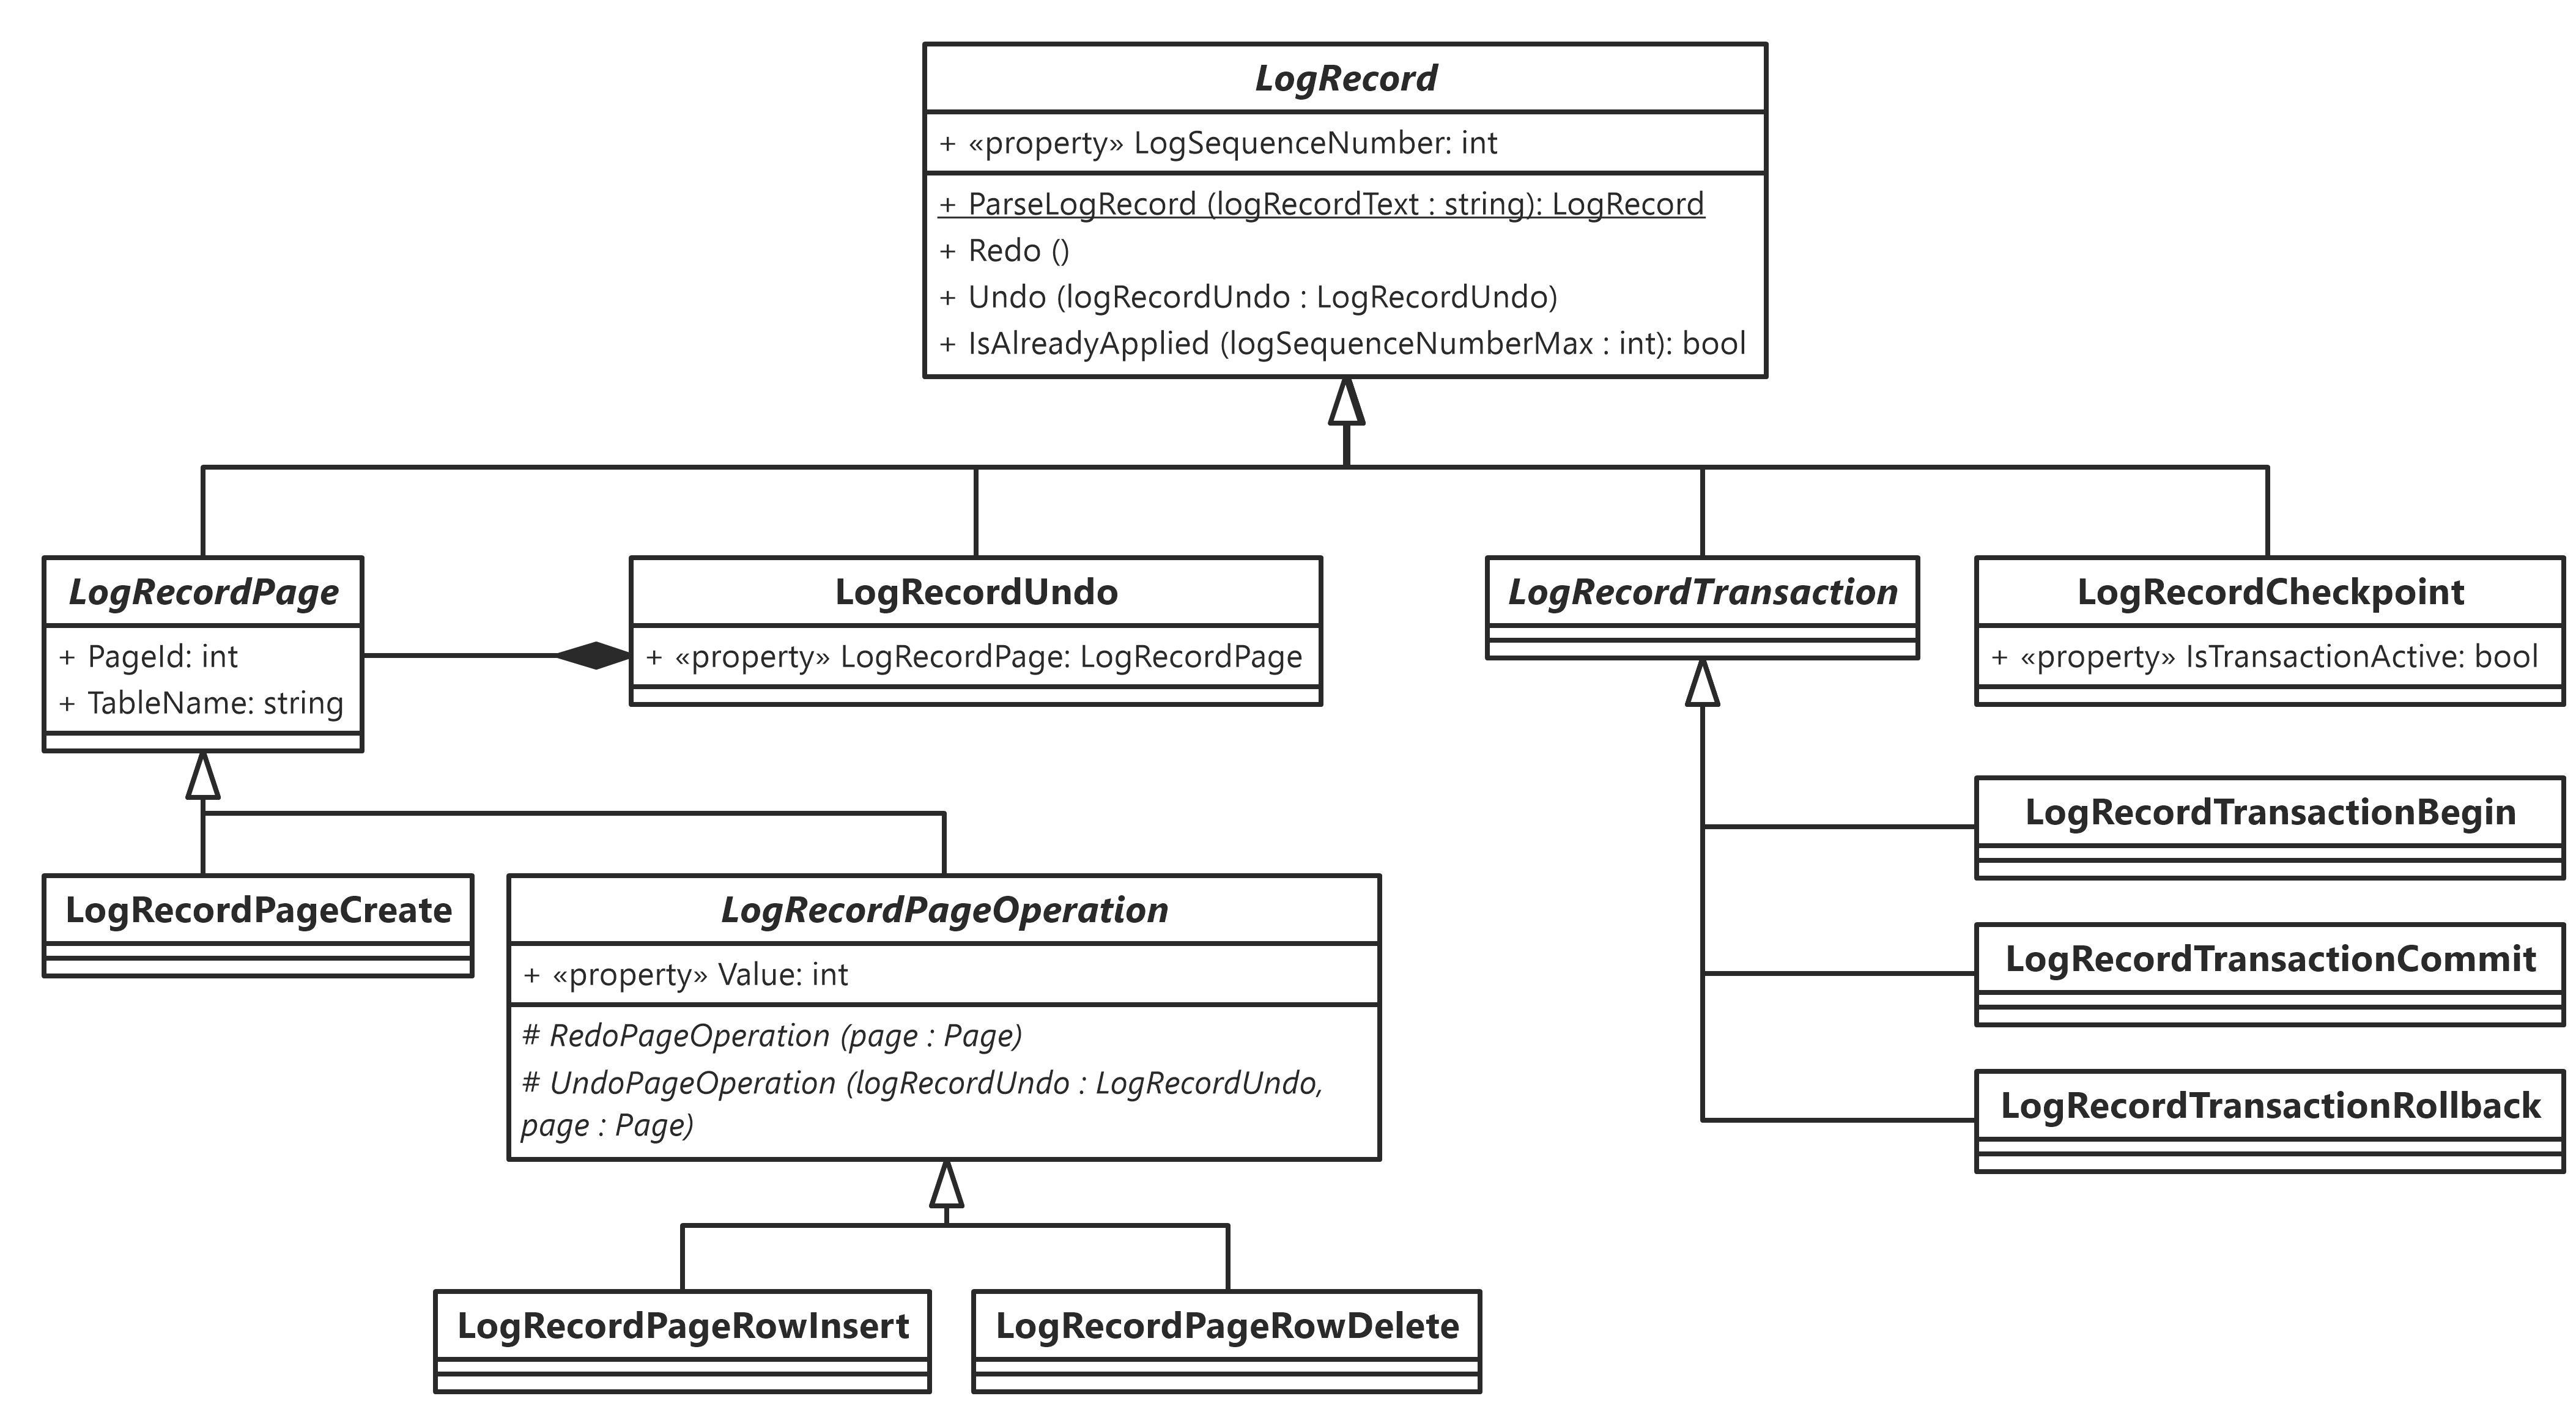 LogRecord
+ «property» LogSequenceNumber: int
+ ParseLogRecord (logRecordText : string): LogRecord
+ Redo ()
+ Undo (logRecordUndo : LogRecordUndo)
+ IsAlreadyApplied (logSequenceNumberMax : int): bool
LogRecordPage
+ PageId: int
+ TableName: string
LogRecordUndo
+ «property» LogRecordPage: LogRecordPage
LogRecordTransaction
LogRecordCheckpoint
+ «property» IsTransactionActive: bool
LogRecordTransactionBegin
LogRecordTransactionCommit
LogRecordTransactionRollback
LogRecordPageCreate
LogRecordPageOperation
+ «property» Value: int
# RedoPageOperation (page : Page)
# UndoPageOperation (logRecordUndo : LogRecordUndo,
page : Page)
LogRecordPageRowInsert
LogRecordPageRowDelete